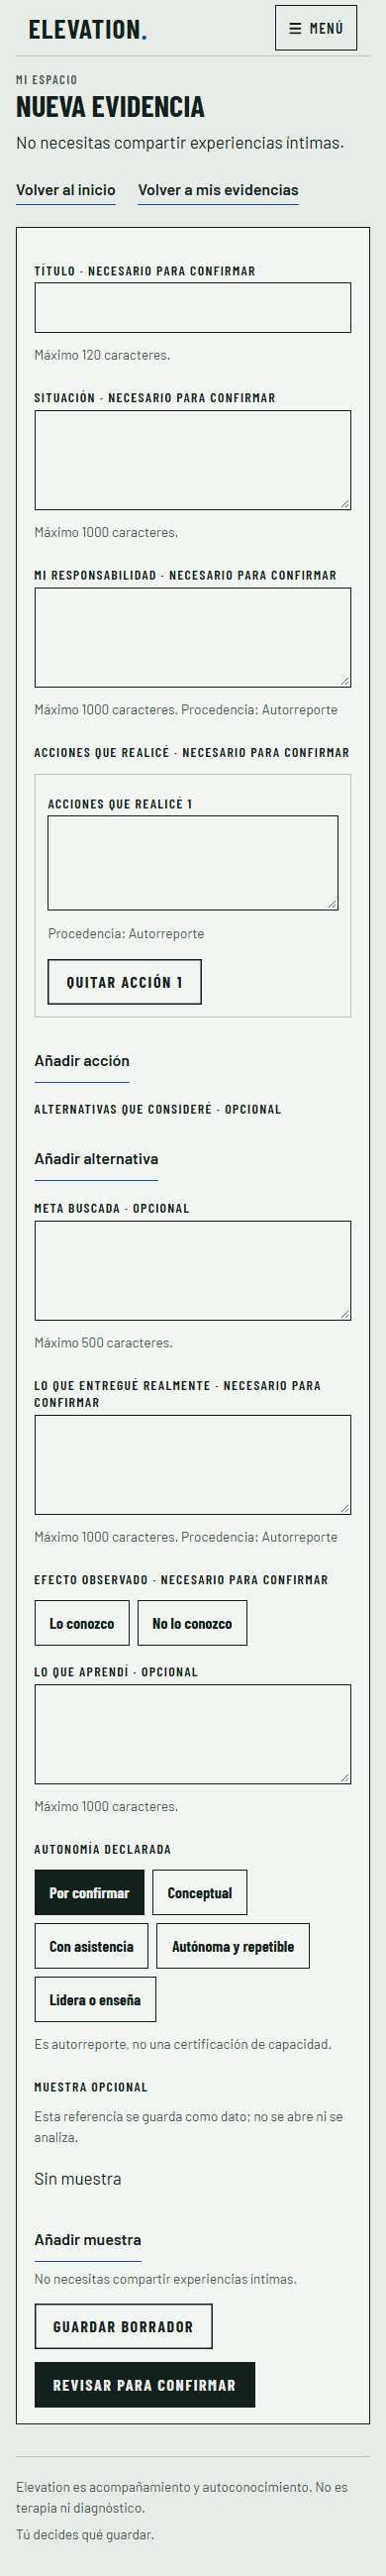 ELEVATION.
☰ MENÚ
MI ESPACIO
NUEVA EVIDENCIA
No necesitas compartir experiencias íntimas.
Volver al inicio Volver a mis evidencias
TÍTULO · NECESARIO PARA CONFIRMAR
Máximo 120 caracteres.
SITUACIÓN · NECESARIO PARA CONFIRMAR
Máximo 1000 caracteres.
MI RESPONSABILIDAD · NECESARIO PARA CONFIRMAR
Máximo 1000 caracteres. Procedencia: Autorreporte
ACCIONES QUE REALICÉ · NECESARIO PARA CONFIRMAR
ACCIONES QUE REALICÉ 1
Procedencia: Autorreporte
QUITAR ACCIÓN 1
Añadir acción
ALTERNATIVAS QUE CONSIDERÉ · OPCIONAL
Añadir alternativa
META BUSCADA · OPCIONAL
Máximo 500 caracteres.
LO QUE ENTREGUÉ REALMENTE · NECESARIO PARA
CONFIRMAR
Máximo 1000 caracteres. Procedencia: Autorreporte
EFECTO OBSERVADO · NECESARIO PARA CONFIRMAR
Lo conozco No lo conozco
LO QUE APRENDÍ · OPCIONAL
Máximo 1000 caracteres.
AUTONOMÍA DECLARADA
Por confirmar Conceptual
Con asistencia Autónoma y repetible
Lidera o enseña
Es autorreporte, no una certificación de capacidad.
MUESTRA OPCIONAL
Esta referencia se guarda como dato; no se abre ni se
analiza.
Sin muestra
Añadir muestra
No necesitas compartir experiencias íntimas.
GUARDAR BORRADOR
REVISAR PARA CONFIRMAR
Elevation es acompañamiento y autoconocimiento. No es
terapia ni diagnóstico.
Tú decides qué guardar.